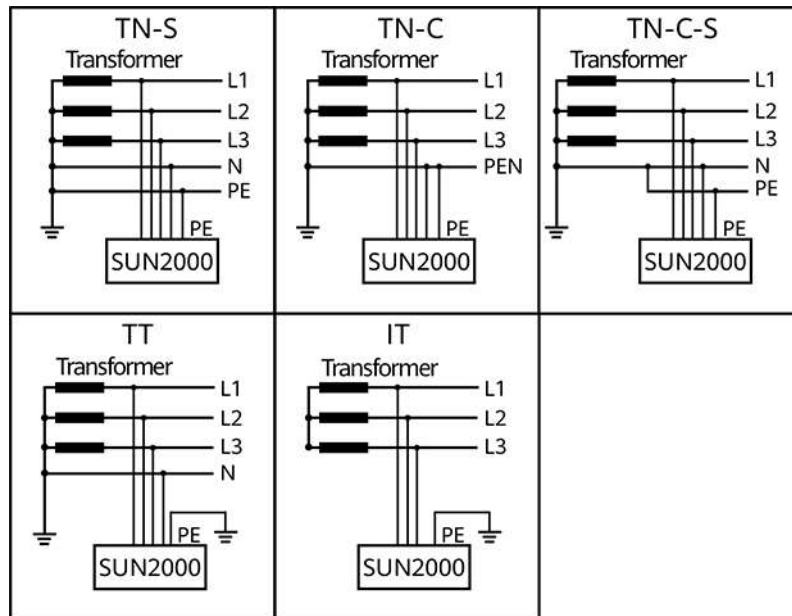 TN-S
Transformer
L1
L2
L3
N
PE
PE
SUN2000
TN-C
Transformer
L1
L2
L3
PEN
PE
SUN2000
TN-C-S
Transformer
L1
L2
L3
N
PE
PE
SUN2000
TT
Transformer
L1
L2
L3
N
PE
SUN2000
IT
Transformer
L1
L2
L3
PE
SUN2000